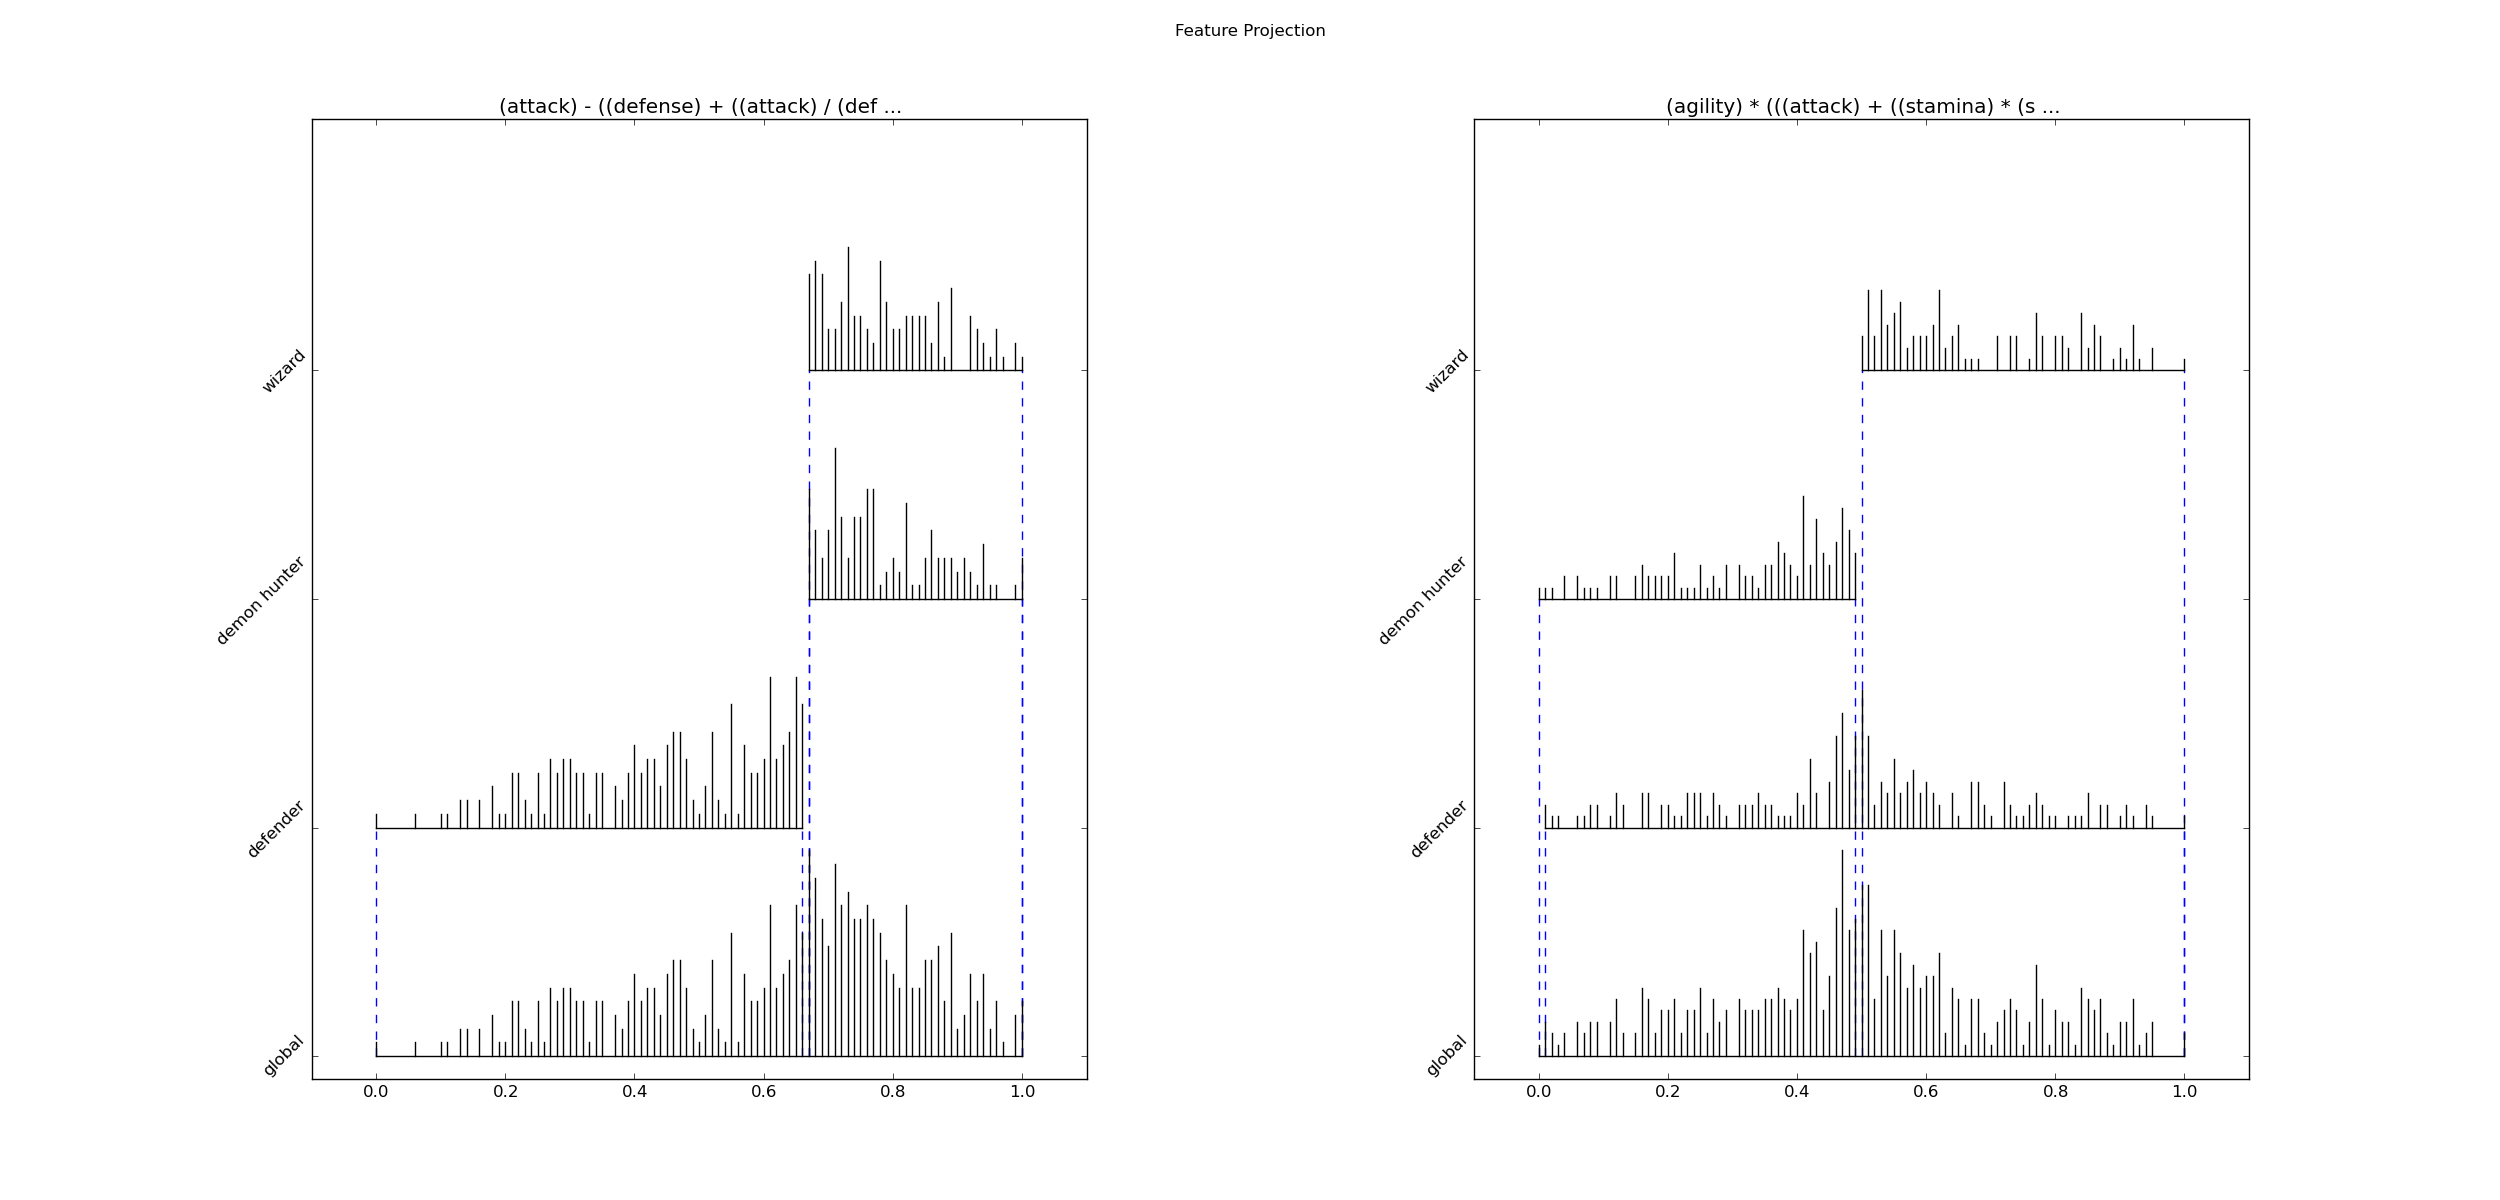 Feature Projection
(attack) - ((defense) + ((attack) / (def ...
wizard
demon hunter
defender
global
0.0 0.2 0.4 0.6 0.8 1.0
(agility) * (((attack) + ((stamina) * (s ...
wizard
demon hunter
defender
global
0.0 0.2 0.4 0.6 0.8 1.0